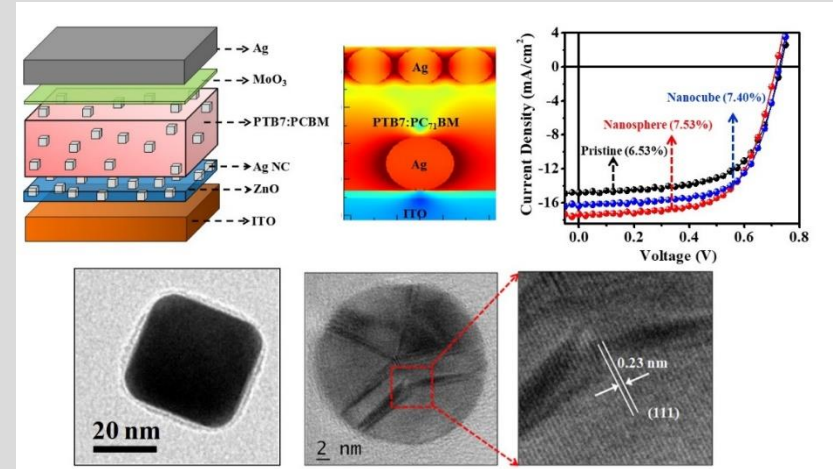 Ag
MoO₃
PTB7:PCBM
Ag NC
ZnO
ITO
Ag
PTB7:PC₇₁BM
Ag
ITO
Current Density (mA/cm²)
4
0
-4
-8
-12
-16
Nanocube (7.40%)
Nanosphere (7.53%)
Pristine (6.53%)
0.0
0.2
0.4
0.6
0.8
Voltage (V)
20 nm
2 nm
0.23 nm
(111)